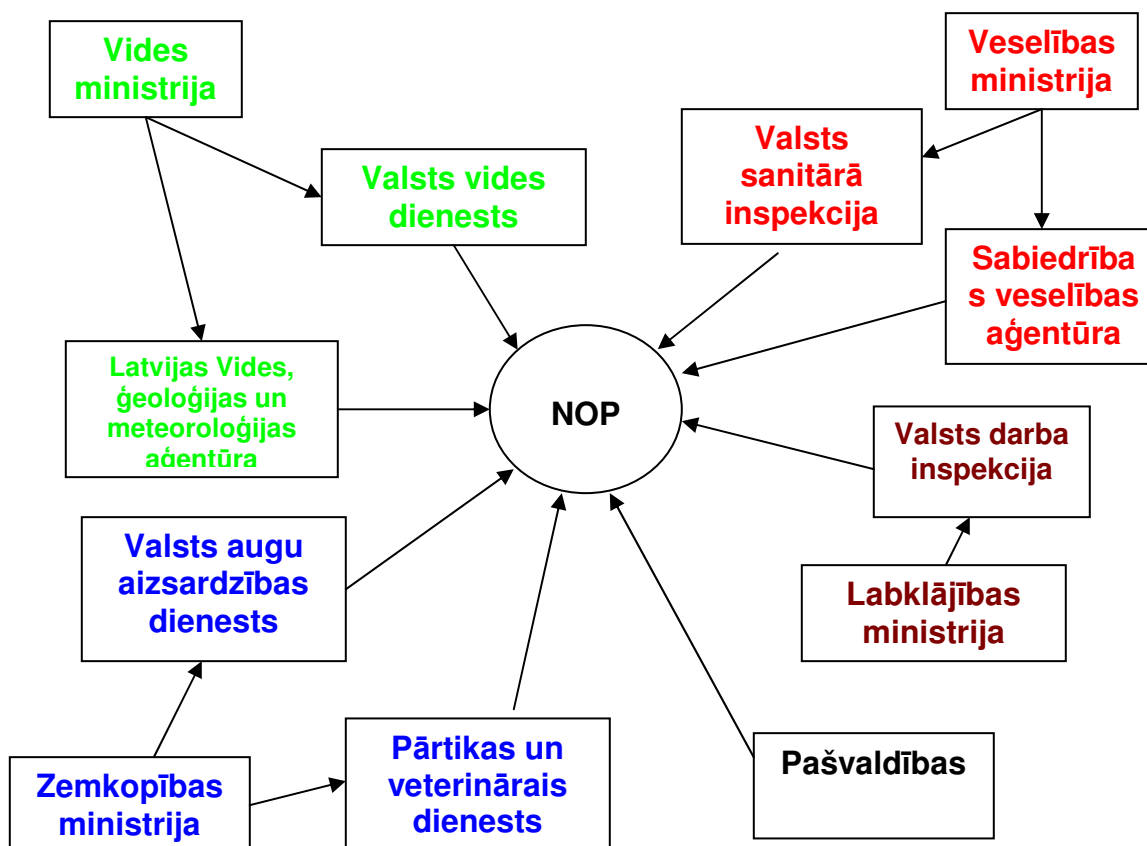 Vides
ministrija
Veselības
ministrija
Valsts
sanitārā
inspekcija
Valsts vides
dienests
Sabiedrība
s veselības
aģentūra
Latvijas Vides,
ģeoloģijas un
meteoroloģijas
aģentūra
NOP
Valsts darba
inspekcija
Valsts augu
aizsardzības
dienests
Labklājības
ministrija
Pārtikas un
veterinārais
dienests
Pašvaldības
Zemkopības
ministrija